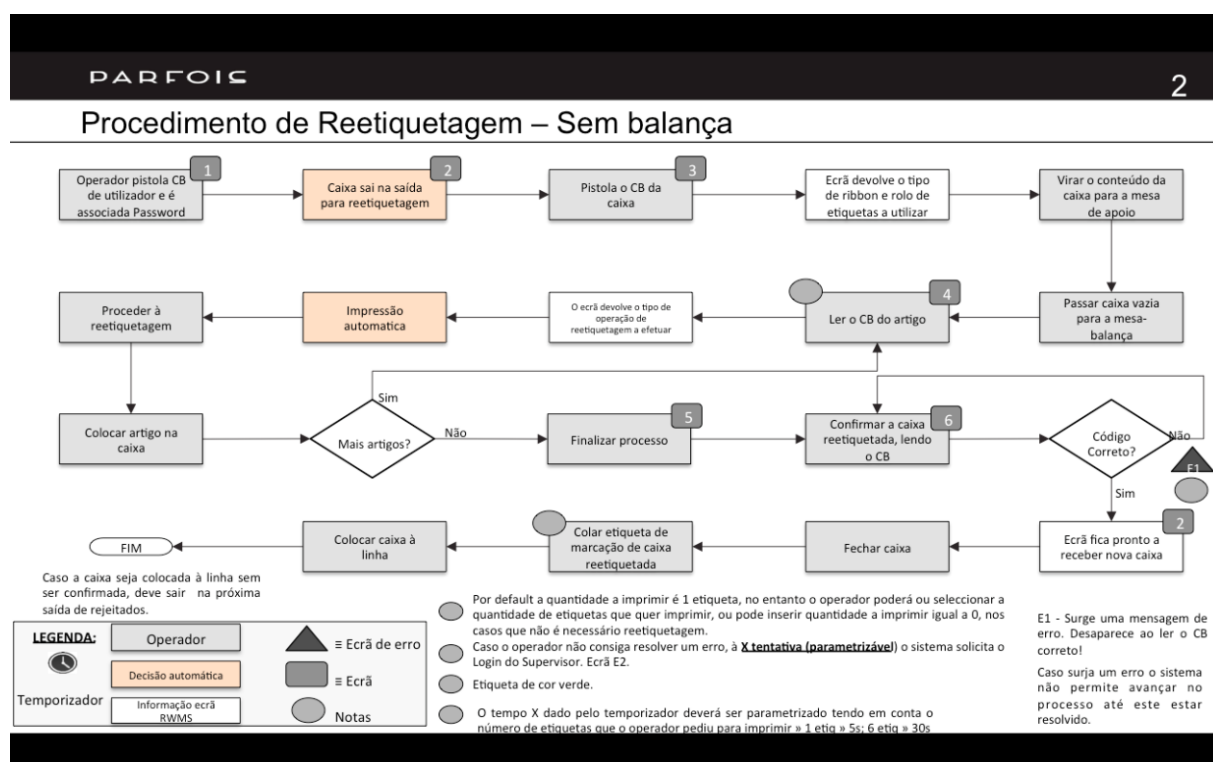 PARFOIS
2
Procedimento de Reetiquetagem – Sem balança
Operador pistola CB
de utilizador e é
associada Password
1
Caixa sai na saída
para reetiquetagem
2
Pistola o CB da
caixa
3
Ecrã devolve o tipo
de ribbon e rolo de
etiquetas a utilizar
Virar o conteúdo da
caixa para a mesa
de apoio
Proceder à
reetiquetagem
Impressão
automatica
O ecrã devolve o tipo de
operação de
reetiquetagem a efetuar
Ler o CB do artigo
4
Passar caixa vazia
para a mesa-
balança
Sim
Colocar artigo na
caixa
Mais artigos?
Não
Finalizar processo
5
Confirmar a caixa
reetiquetada, lendo
o CB
6
Código
Correto?
Não
E1
Sim
FIM
Colocar caixa à
linha
Colar etiqueta de
marcação de caixa
reetiquetada
Fechar caixa
Ecrã fica pronto a
receber nova caixa
2
Caso a caixa seja colocada à linha sem
ser confirmada, deve sair na próxima
saída de rejeitados.
LEGENDA:
Operador
≡ Ecrã de erro
Temporizador
Decisão automática
≡ Ecrã
Informação ecrã
RWMS
Notas
Por default a quantidade a imprimir é 1 etiqueta, no entanto o operador poderá ou seleccionar a
quantidade de etiquetas que quer imprimir, ou pode inserir quantidade a imprimir igual a 0, nos
casos que não é necessário reetiquetagem.
Caso o operador não consiga resolver um erro, à X tentativa (parametrizável) o sistema solicita o
Login do Supervisor. Ecrã E2.
Etiqueta de cor verde.
O tempo X dado pelo temporizador deverá ser parametrizado tendo em conta o
número de etiquetas que o operador pediu para imprimir » 1 etiq » 5s; 6 etiq » 30s
E1 - Surge uma mensagem de
erro. Desaparece ao ler o CB
correto!
Caso surja um erro o sistema
não permite avançar no
processo até este estar
resolvido.